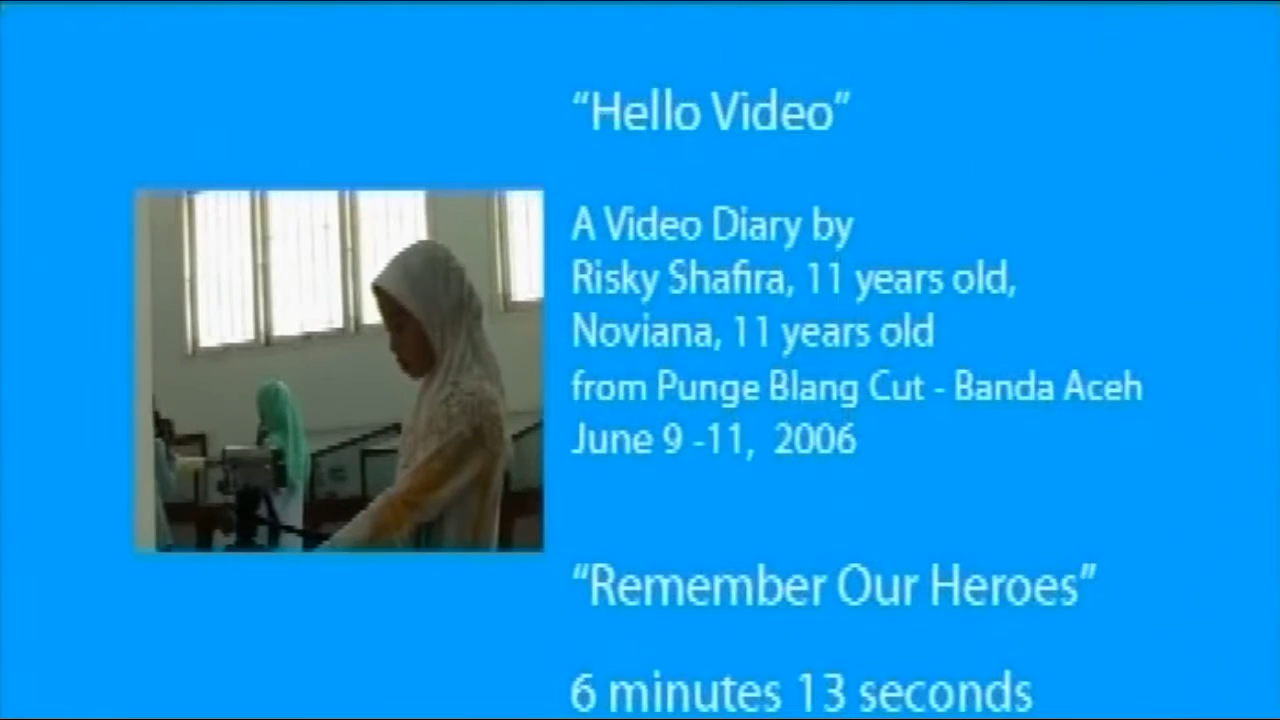 “Hello Video”
A Video Diary by
Risky Shafira, 11 years old,
Noviana, 11 years old
from Punge Blang Cut - Banda Aceh
June 9 -11,  2006
“Remember Our Heroes”
6 minutes 13 seconds